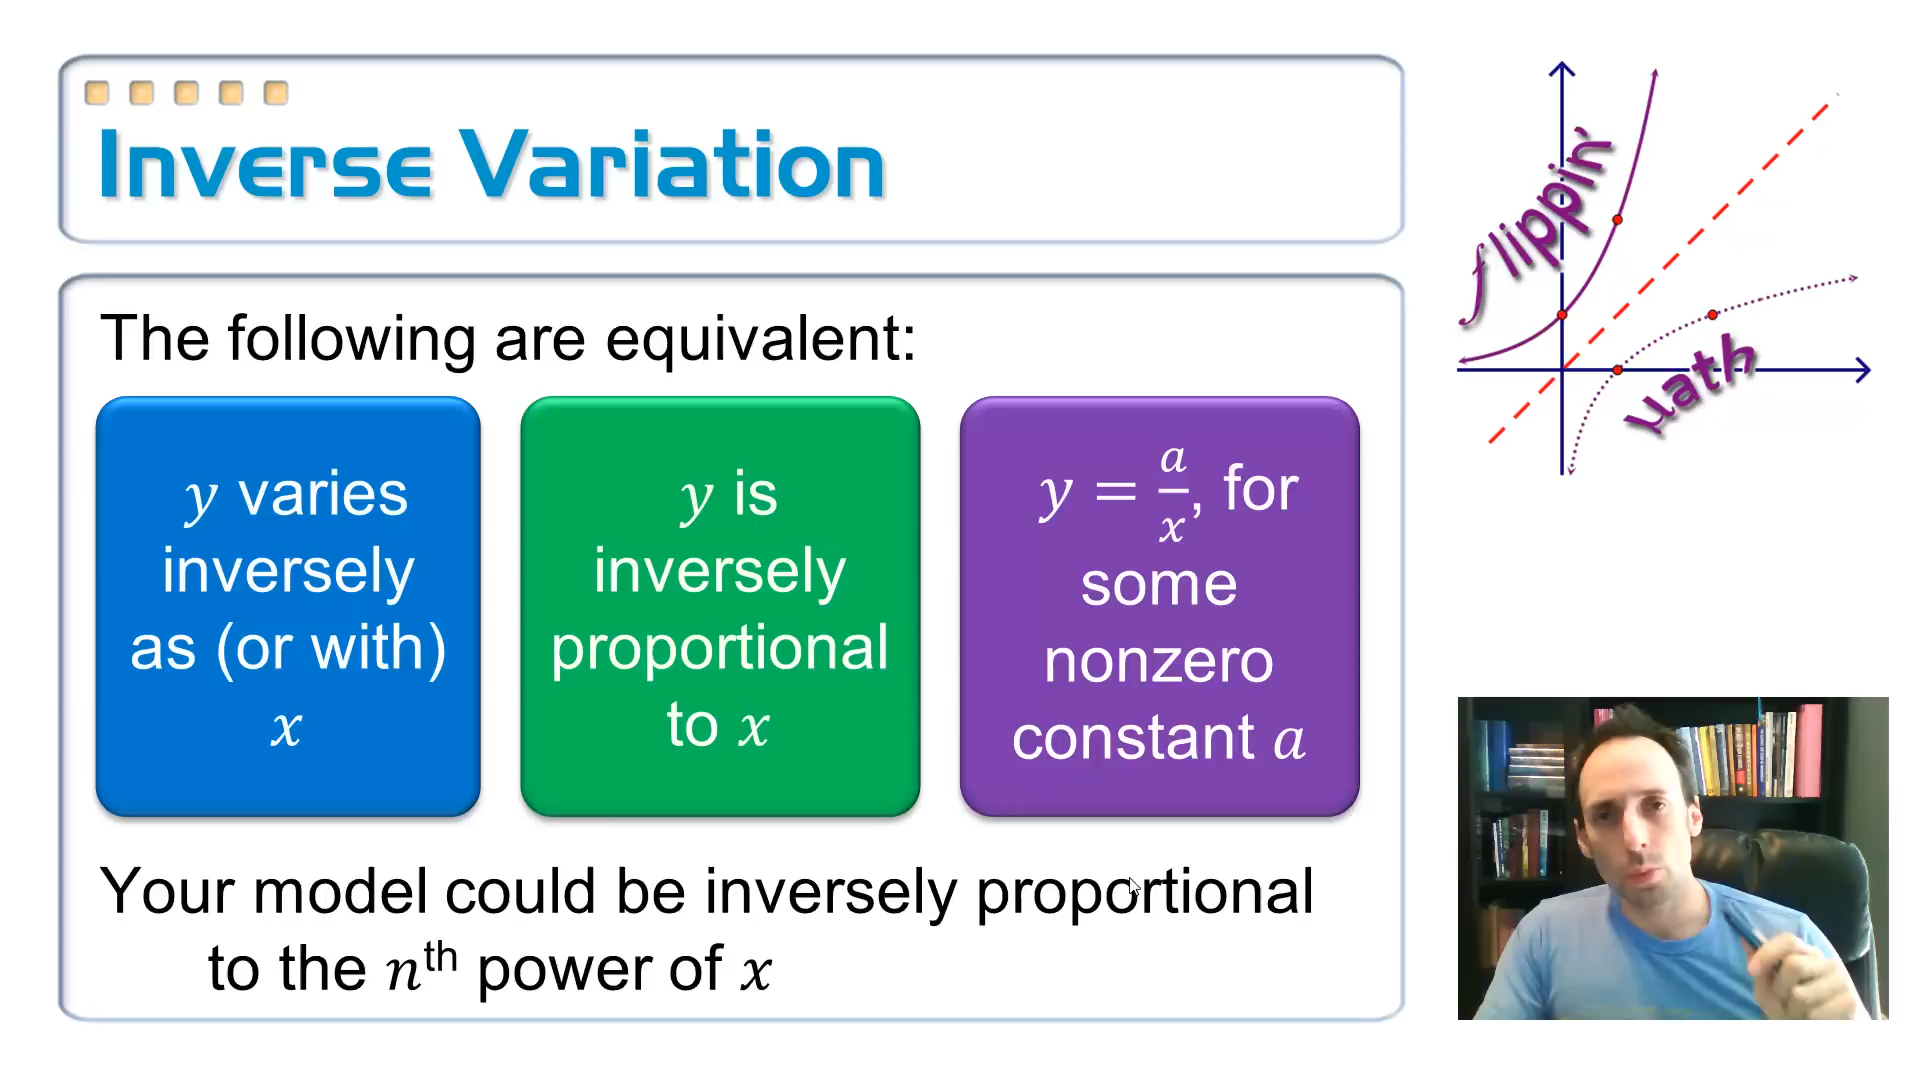 Inverse Variation
The following are equivalent:
y varies
inversely
as (or with)
x
y is
inversely
proportional
to x
y = a/x, for
some
nonzero
constant a
Your model could be inversely proportional
to the nth power of x
flippin'
math